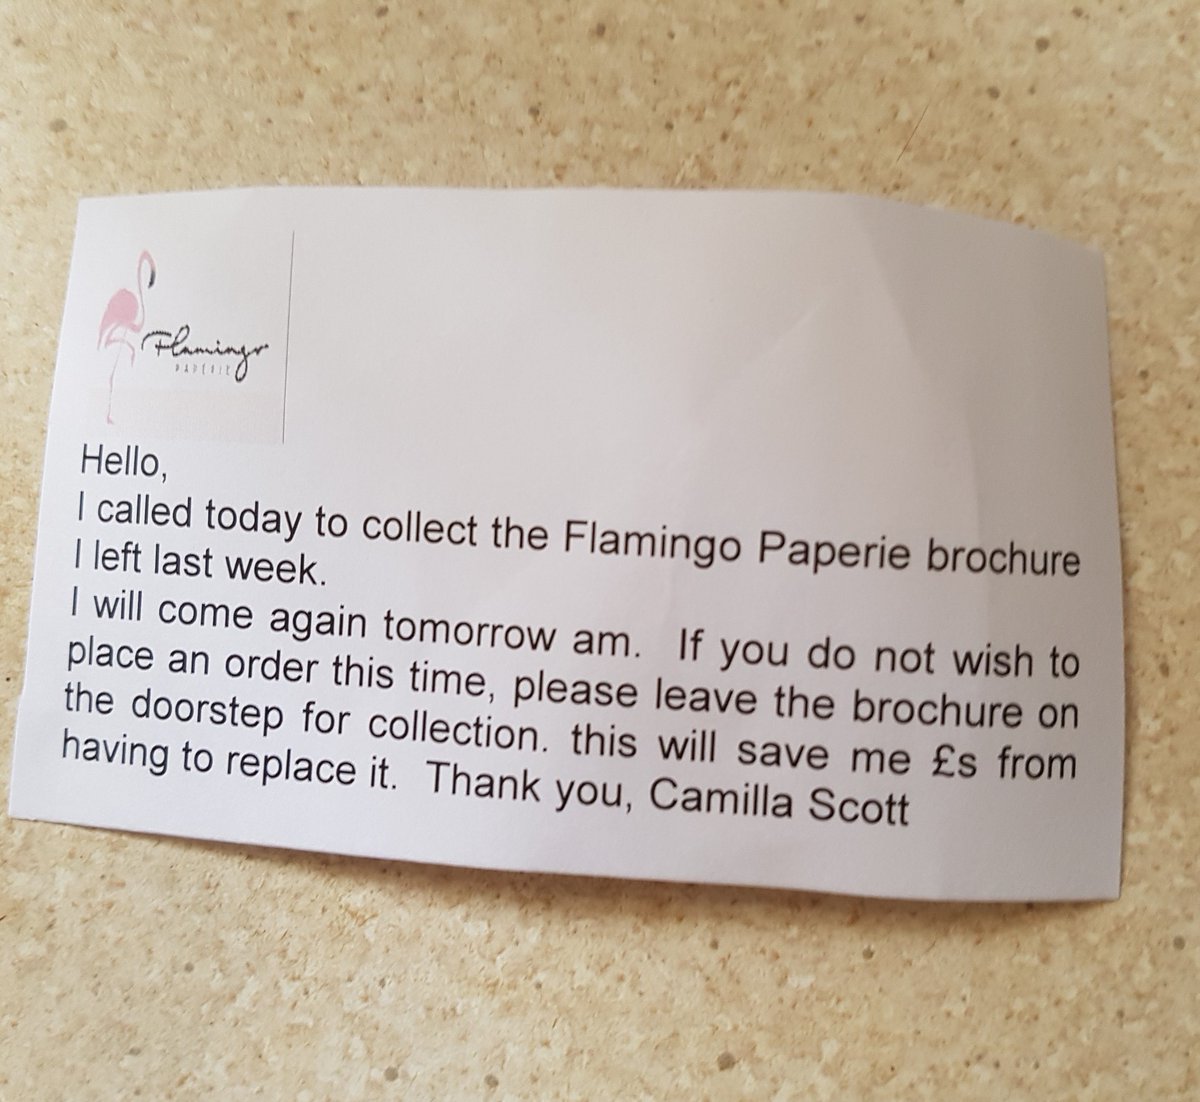 Flamingo
PAPERIE
Hello,
I called today to collect the Flamingo Paperie brochure
I left last week.
I will come again tomorrow am.  If you do not wish to
place an order this time, please leave the brochure on
the doorstep for collection. this will save me £s from
having to replace it.  Thank you, Camilla Scott